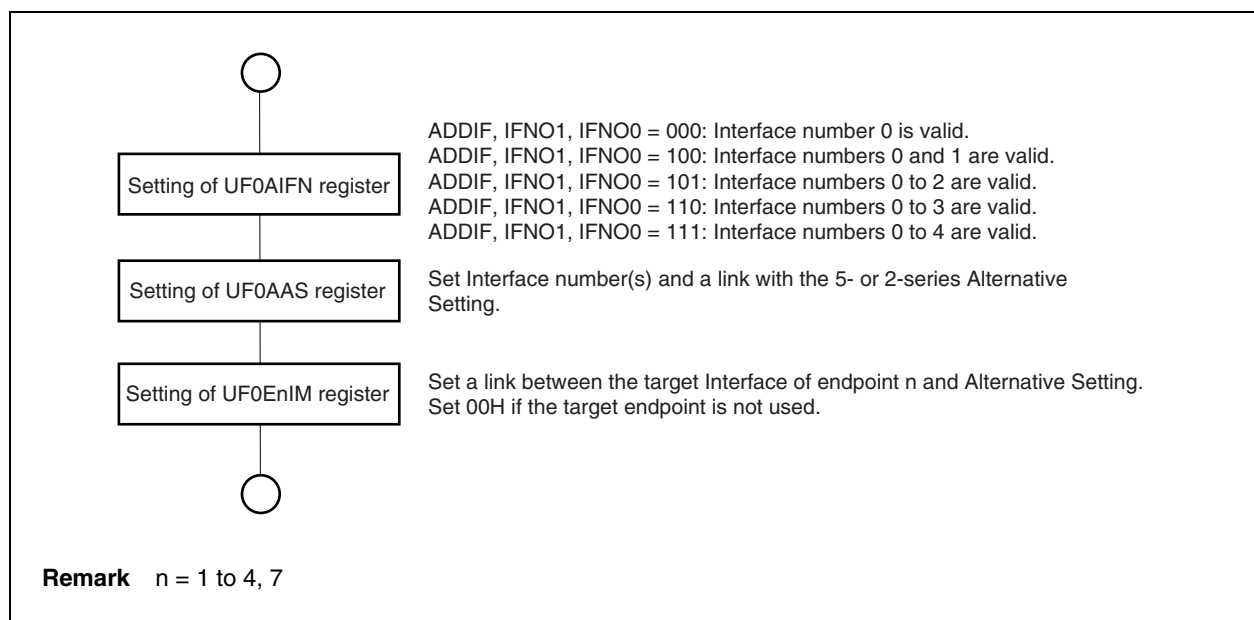 Setting of UF0AIFN register
ADDIF, IFNO1, IFNO0 = 000: Interface number 0 is valid.
ADDIF, IFNO1, IFNO0 = 100: Interface numbers 0 and 1 are valid.
ADDIF, IFNO1, IFNO0 = 101: Interface numbers 0 to 2 are valid.
ADDIF, IFNO1, IFNO0 = 110: Interface numbers 0 to 3 are valid.
ADDIF, IFNO1, IFNO0 = 111: Interface numbers 0 to 4 are valid.
Setting of UF0AAS register
Set Interface number(s) and a link with the 5- or 2-series Alternative
Setting.
Setting of UF0EnIM register
Set a link between the target Interface of endpoint n and Alternative Setting.
Set 00H if the target endpoint is not used.
Remark n = 1 to 4, 7